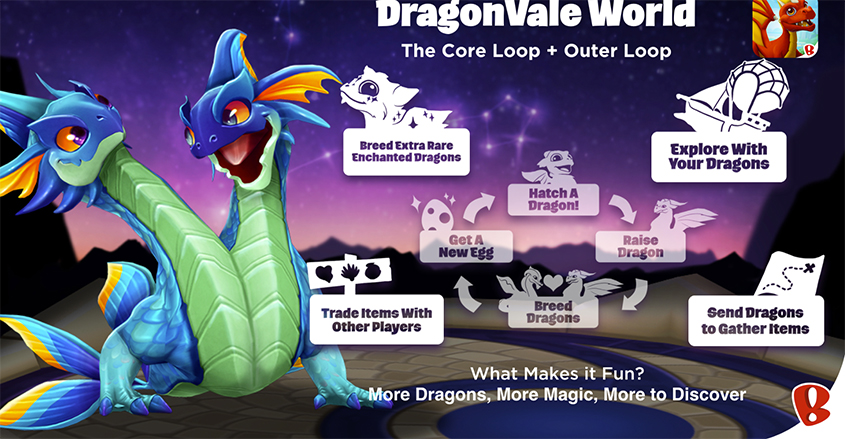 DragonVale World
The Core Loop + Outer Loop
Breed Extra Rare
Enchanted Dragons
Explore With
Your Dragons
Hatch A
Dragon!
Get A
New Egg
Raise
Dragon
Breed
Dragons
Trade Items With
Other Players
Send Dragons
to Gather Items
What Makes it Fun?
More Dragons, More Magic, More to Discover